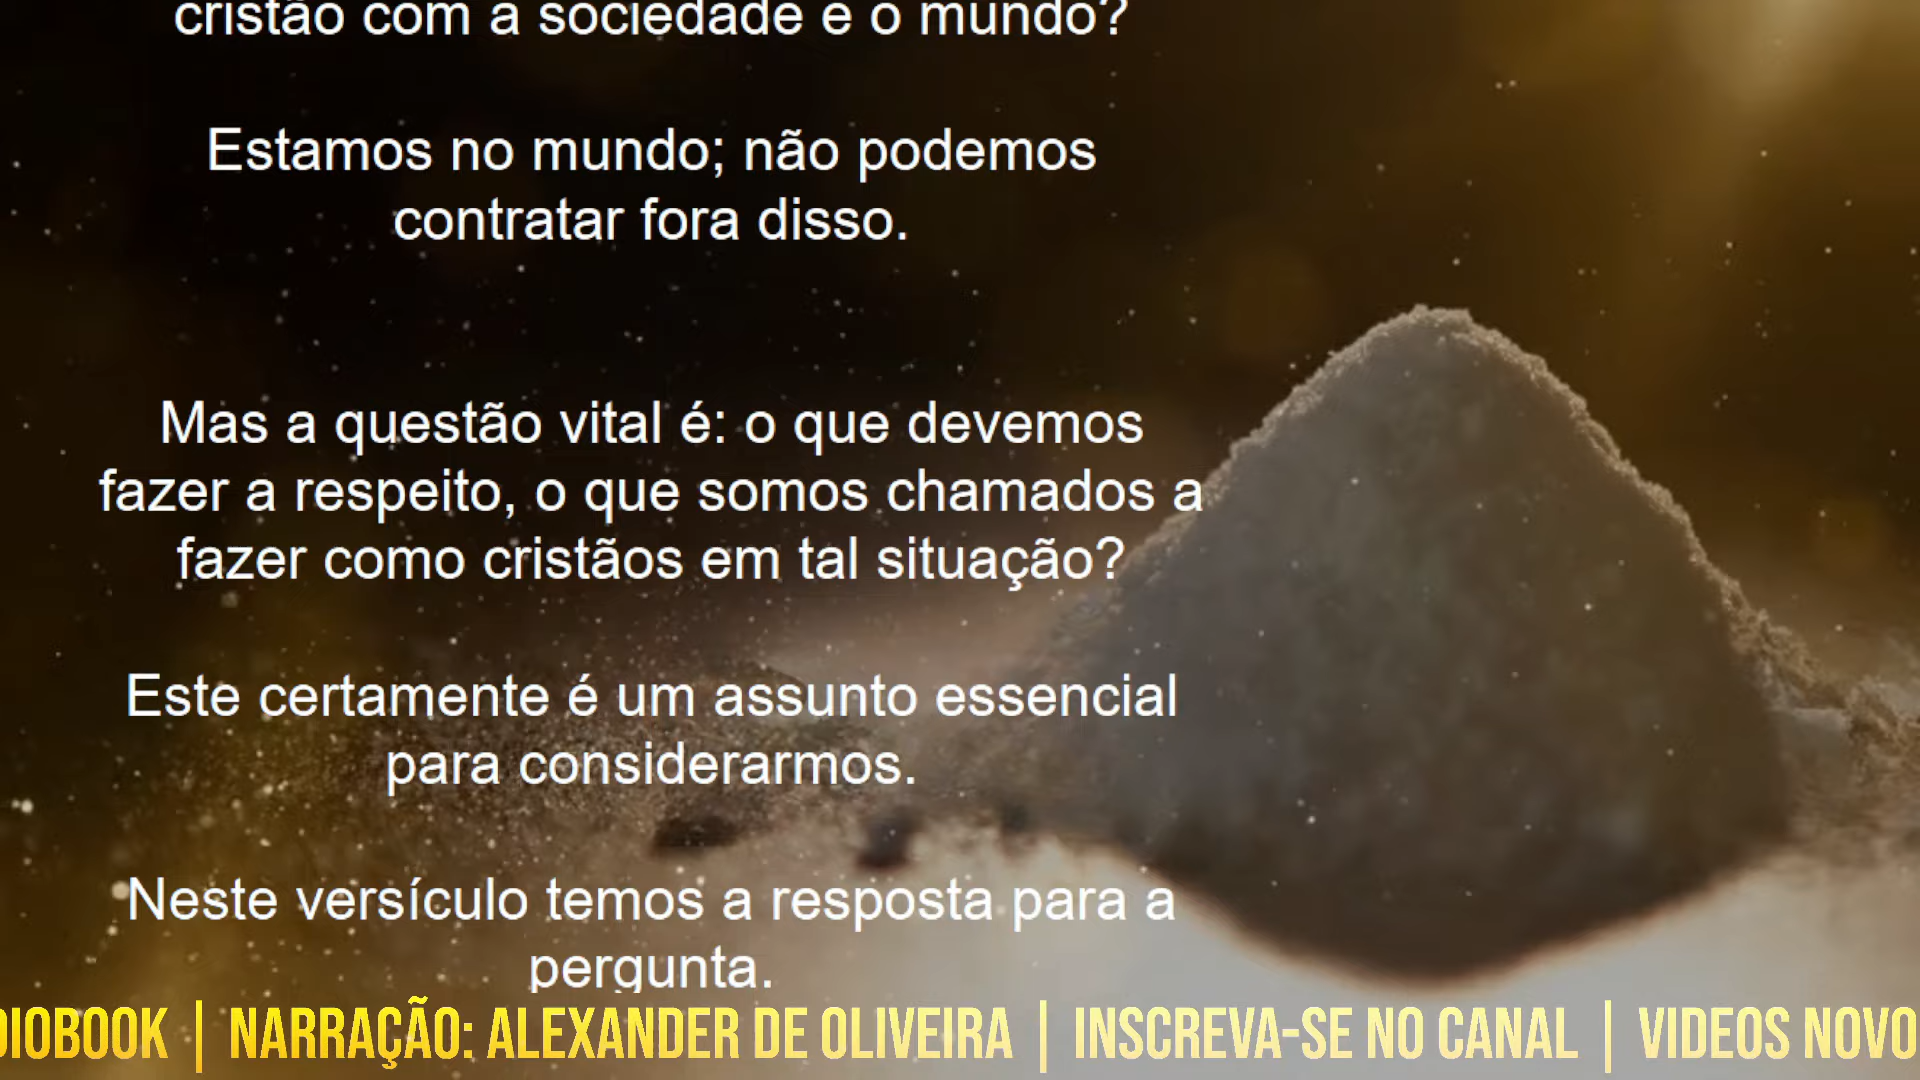 cristão com a sociedade e o mundo?
Estamos no mundo; não podemos
contratar fora disso.
Mas a questão vital é: o que devemos
fazer a respeito, o que somos chamados a
fazer como cristãos em tal situação?
Este certamente é um assunto essencial
para considerarmos.
Neste versículo temos a resposta para a
pergunta.
DIOBOOK | NARRAÇÃO: ALEXANDER DE OLIVEIRA | INSCREVA-SE NO CANAL | VIDEOS NOVO